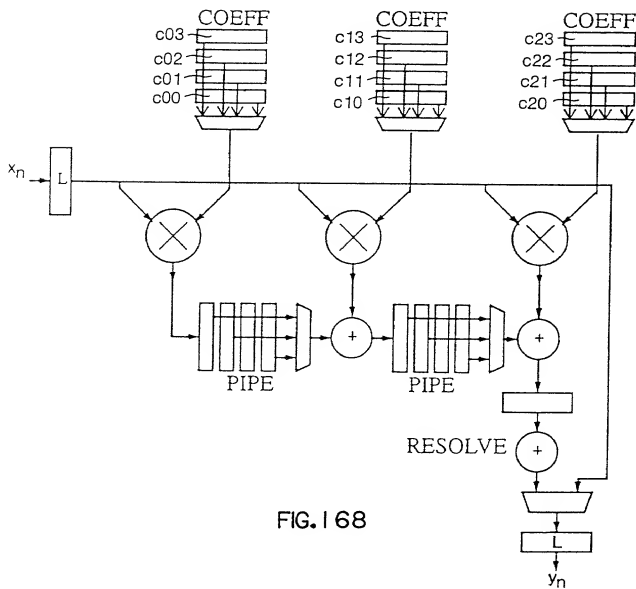 COEFF COEFF COEFF
c03 c13 c23
c02 c12 c22
c01 c11 c21
c00 c10 c20
xn L
+ +
PIPE PIPE
RESOLVE +
FIG.168
L
yn